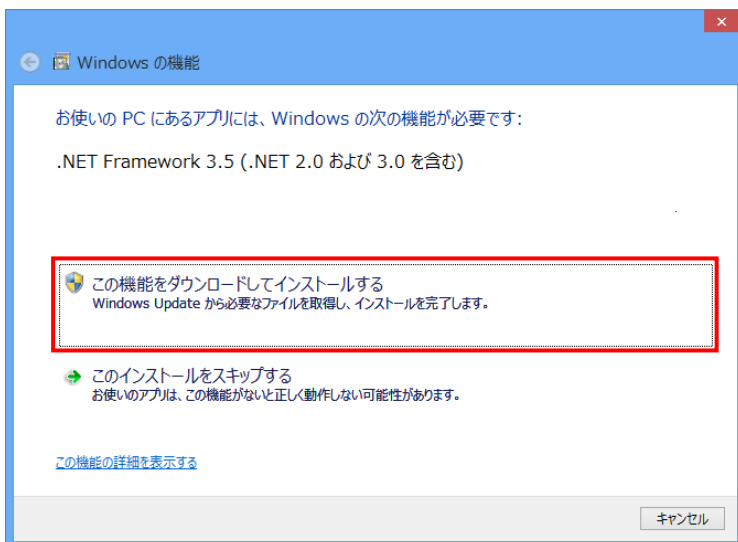 Windows の機能
お使いの PC にあるアプリには、Windows の次の機能が必要です:
.NET Framework 3.5 (.NET 2.0 および 3.0 を含む)
この機能をダウンロードしてインストールする
Windows Update から必要なファイルを取得し、インストールを完了します。
このインストールをスキップする
お使いのアプリは、この機能がないと正しく動作しない可能性があります。
この機能の詳細を表示する
キャンセル